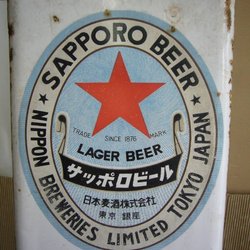 SAPPORO BEER
TRADE MARK
SINCE 1876
LAGER BEER
サッポロビール
日本麦酒株式会社
東京 銀座
NIPPON BREWERIES LIMITED TOKYO JAPAN